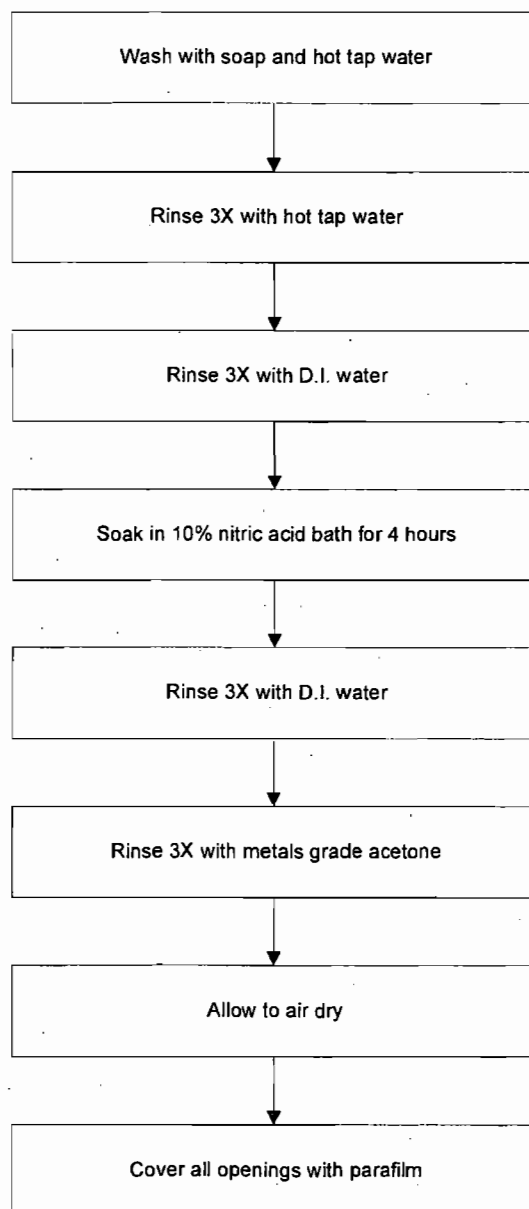 Wash with soap and hot tap water
Rinse 3X with hot tap water
Rinse 3X with D.I. water
Soak in 10% nitric acid bath for 4 hours
Rinse 3X with D.I. water
Rinse 3X with metals grade acetone
Allow to air dry
Cover all openings with parafilm